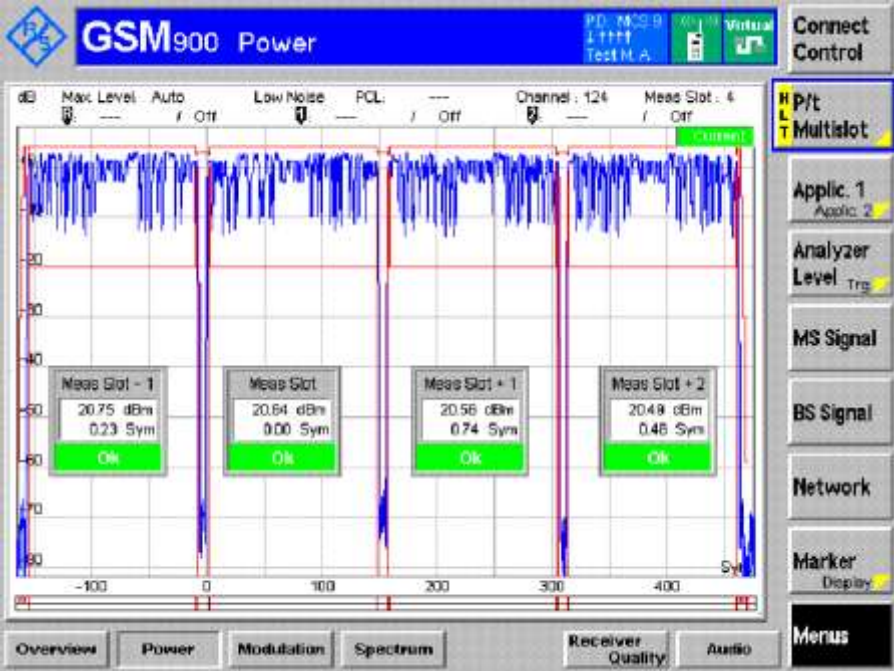 R&S
GSM900 Power
P.D.: MCS 9
Test M. A.
Virtual
Connect Control
dB Max. Level: Auto Low Noise PCL: --- Channel : 124 Meas Slot : 4
R: --- / Off 1: --- / Off 2: --- / Off
Current
H L T
P/t Multislot
-10
-20
-30
-40
-50
-60
-70
-80
Meas Slot - 1
20.75 dBm
0.23 Sym
Ok
Meas Slot
20.64 dBm
0.00 Sym
Ok
Meas Slot + 1
20.56 dBm
0.74 Sym
Ok
Meas Slot + 2
20.49 dBm
0.48 Sym
Ok
Sym
-100 0 100 200 300 400
Applic. 1
Applic. 2
Analyzer
Level Trg
MS Signal
BS Signal
Network
Marker
Display
Menus
Overview Power Modulation Spectrum Receiver Quality Audio